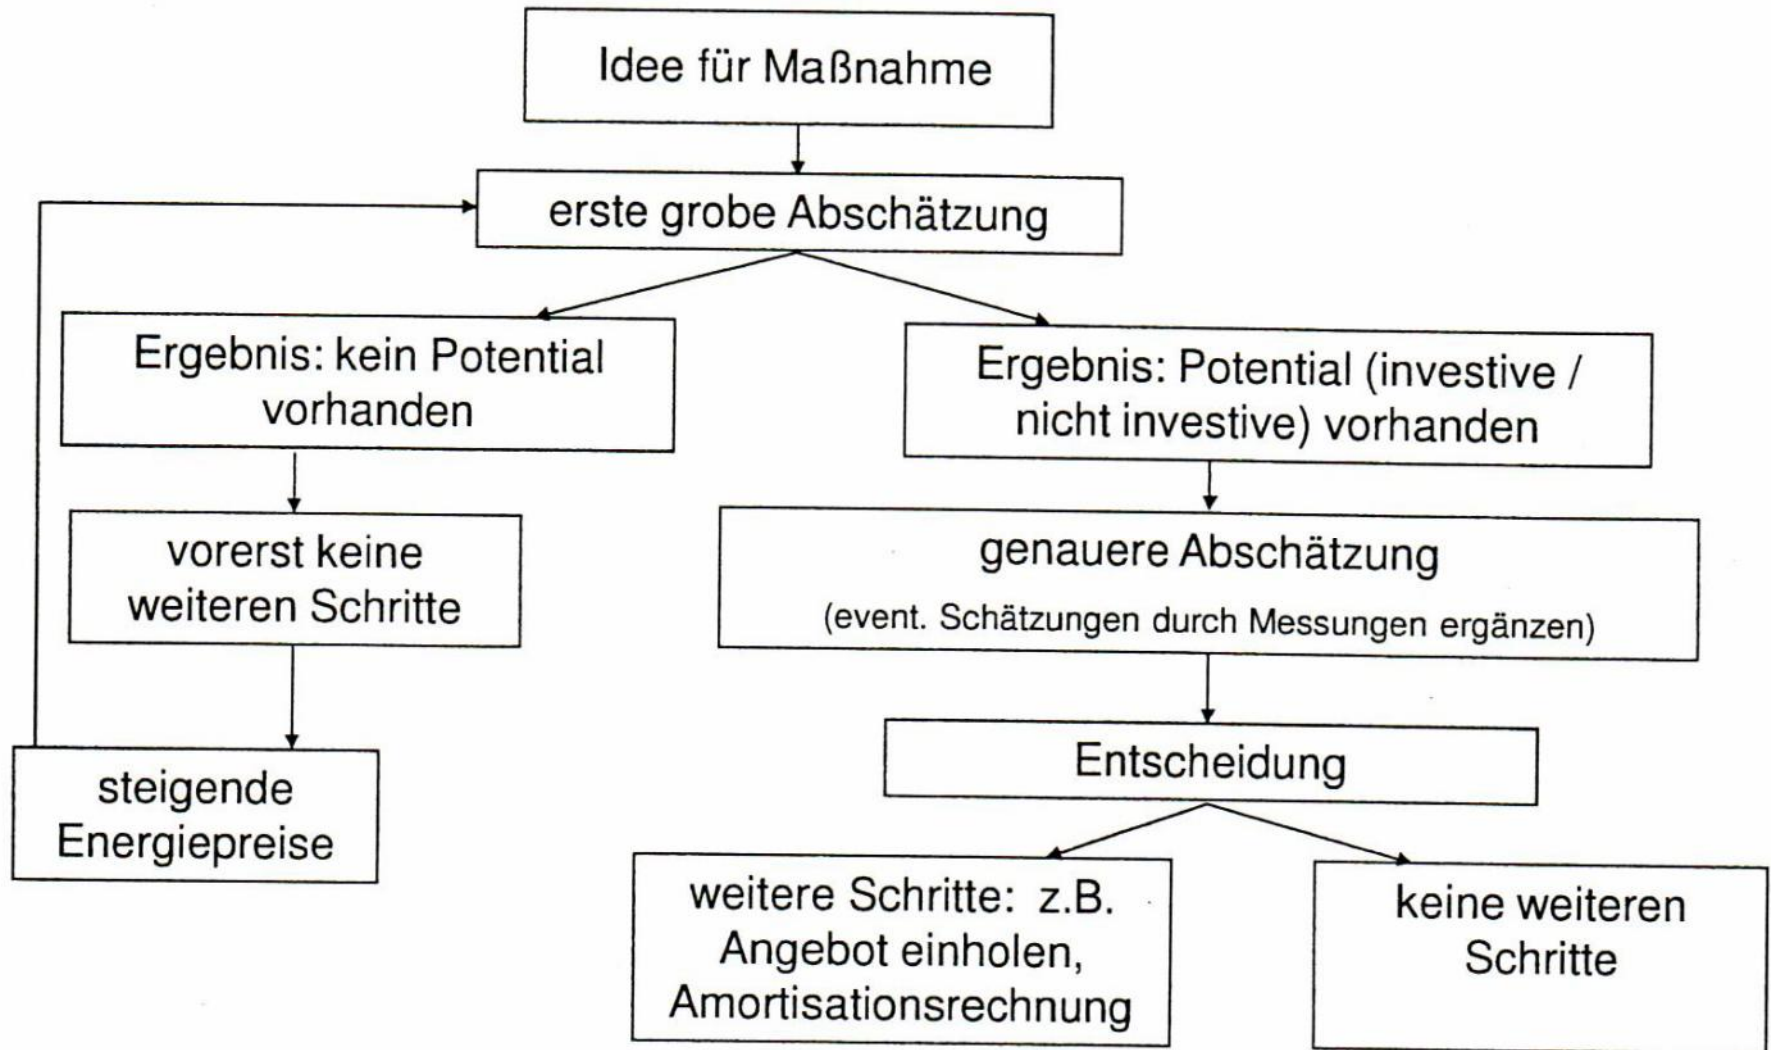 Idee für Maßnahme
erste grobe Abschätzung
Ergebnis: kein Potential
vorhanden
Ergebnis: Potential (investive /
nicht investive) vorhanden
vorerst keine
weiteren Schritte
genauere Abschätzung
(event. Schätzungen durch Messungen ergänzen)
steigende
Energiepreise
Entscheidung
weitere Schritte: z.B.
Angebot einholen,
Amortisationsrechnung
keine weiteren
Schritte